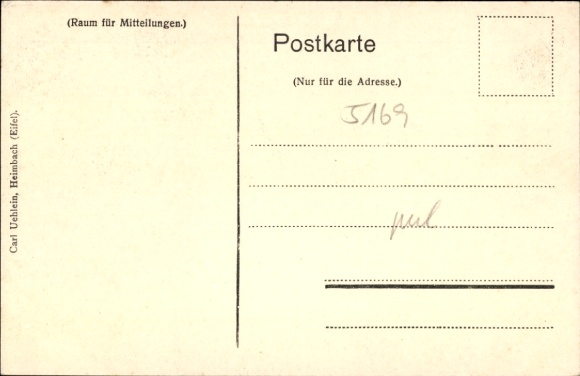 (Raum für Mitteilungen.)
Postkarte
(Nur für die Adresse.)
5169
Carl Uehlein, Heimbach (Eifel).